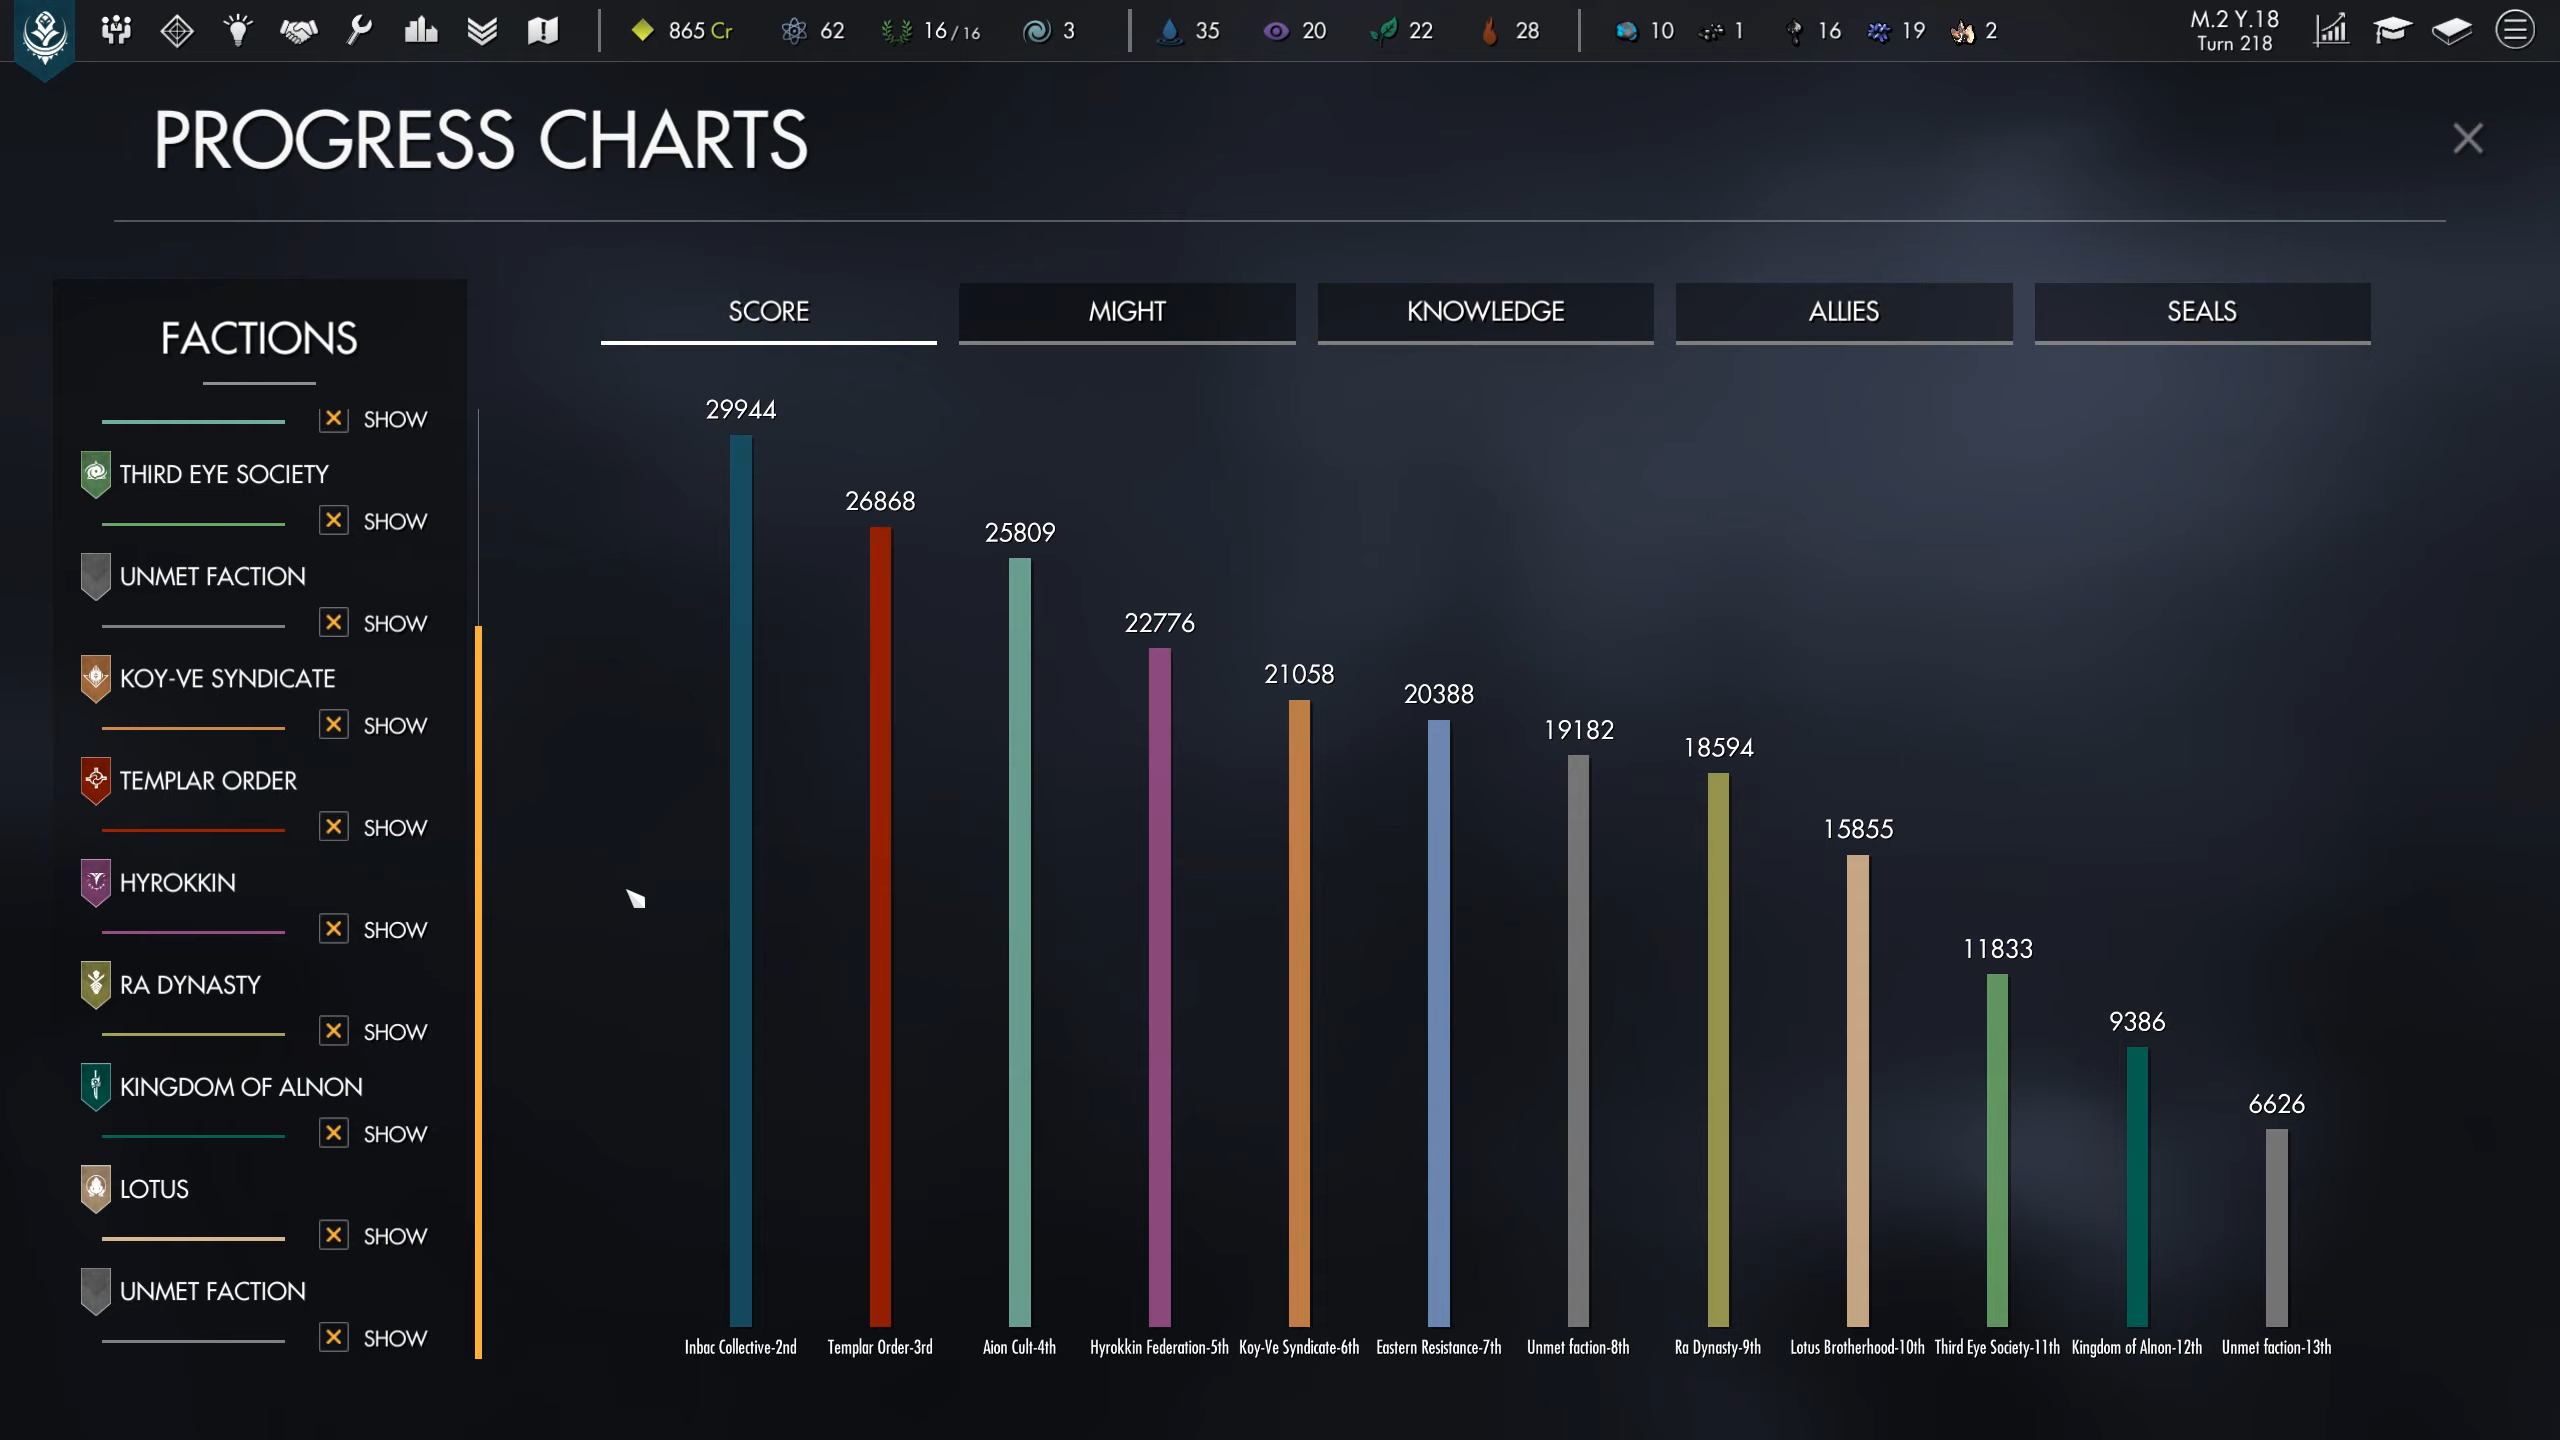 865 Cr 62 16/16 3 35 20 22 28 10 1 16 19 2 M.2 Y.18
Turn 218
PROGRESS CHARTS
FACTIONS
SHOW
THIRD EYE SOCIETY
SHOW
UNMET FACTION
SHOW
KOY-VE SYNDICATE
SHOW
TEMPLAR ORDER
SHOW
HYROKKIN
SHOW
RA DYNASTY
SHOW
KINGDOM OF ALNON
SHOW
LOTUS
SHOW
UNMET FACTION
SHOW
SCORE MIGHT KNOWLEDGE ALLIES SEALS
29944
26868
25809
22776
21058
20388
19182
18594
15855
11833
9386
6626
Inbac Collective-2nd Templar Order-3rd Aion Cult-4th Hyrokkin Federation-5th Koy-Ve Syndicate-6th Eastern Resistance-7th Unmet faction-8th Ra Dynasty-9th Lotus Brotherhood-10th Third Eye Society-11th Kingdom of Alnon-12th Unmet faction-13th